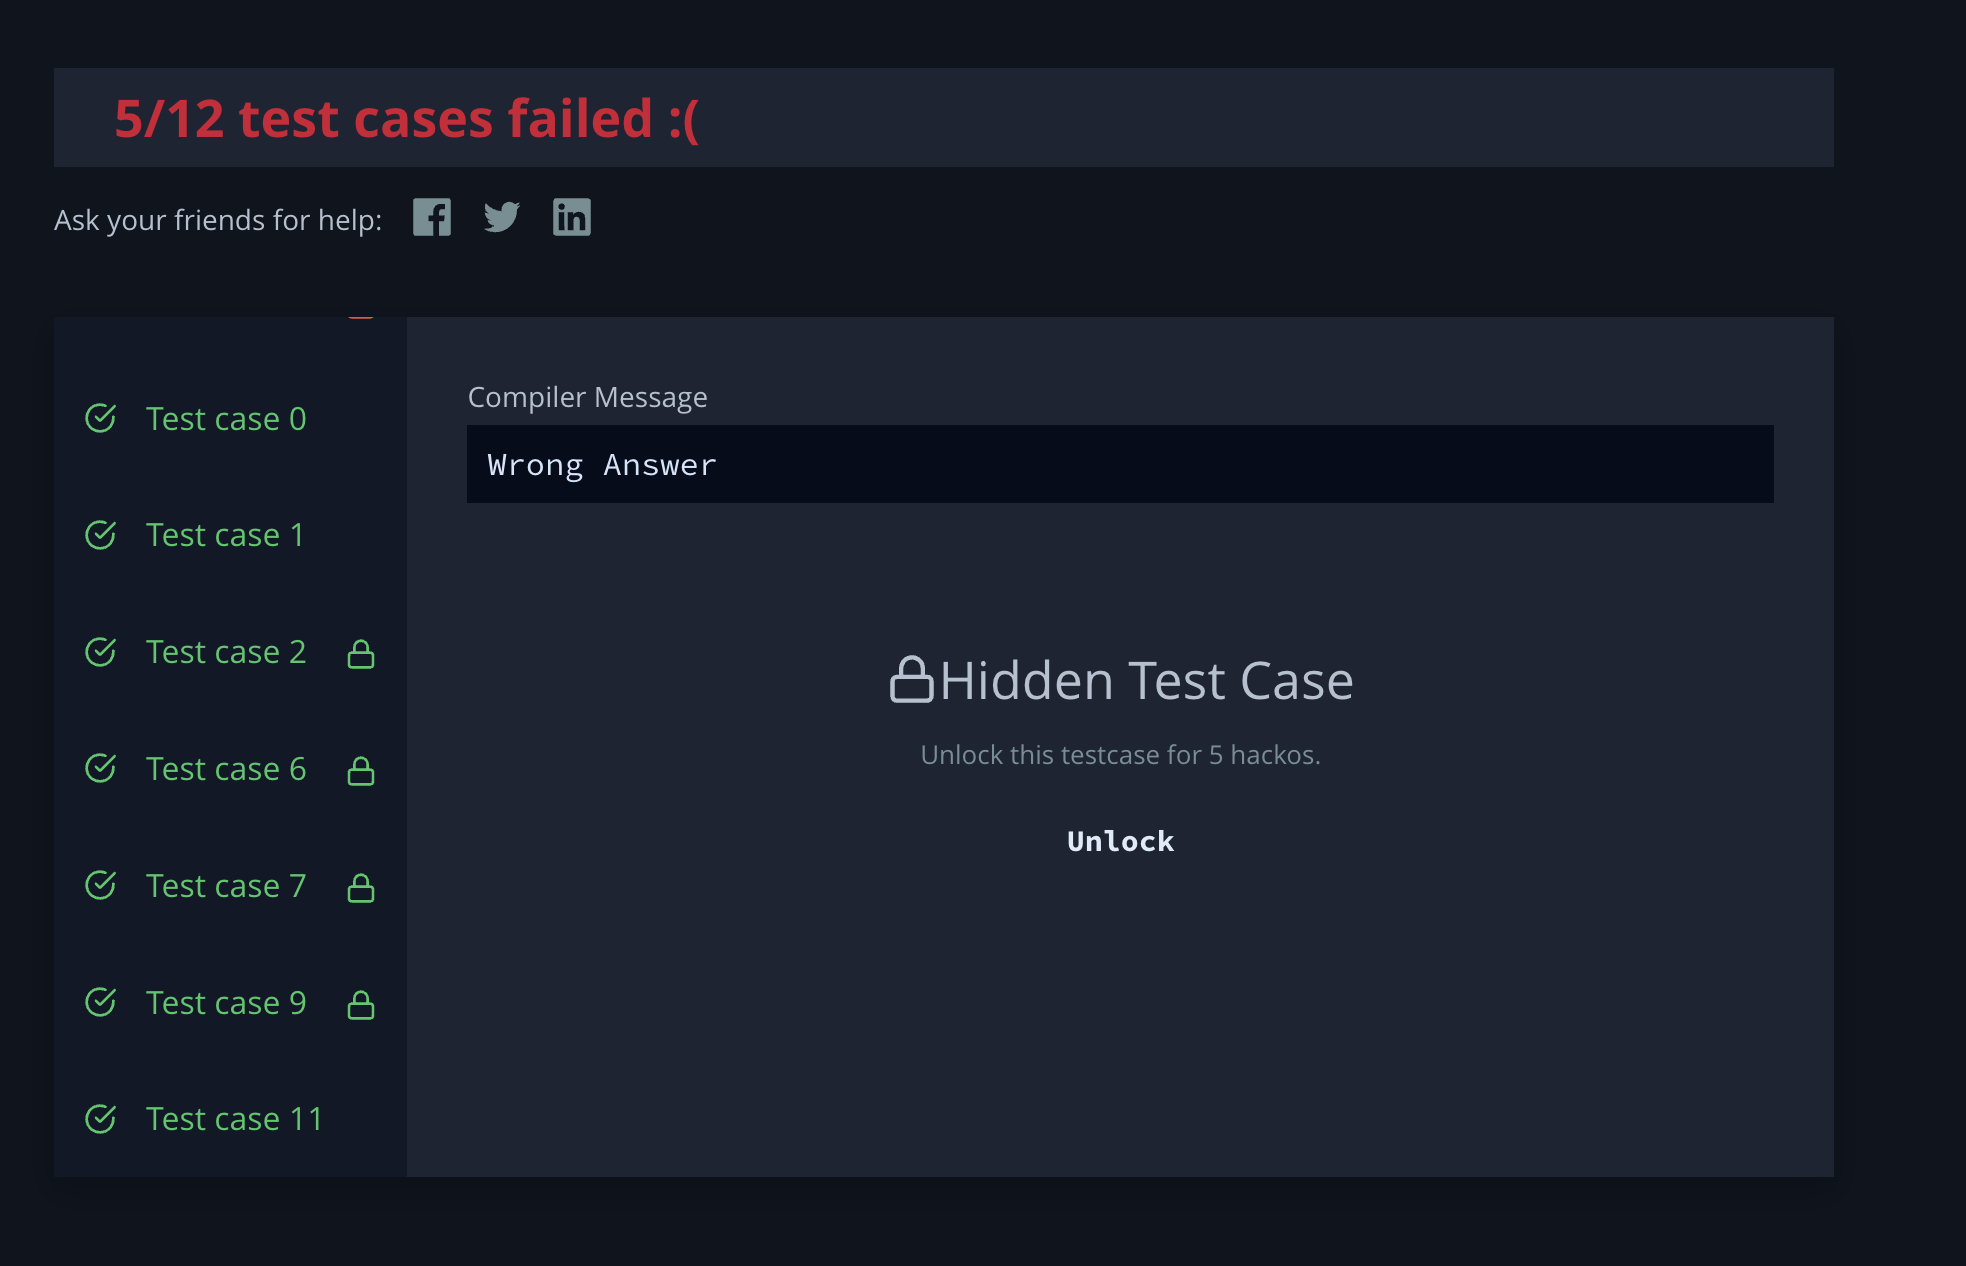 5/12 test cases failed :(
Ask your friends for help:
Test case 0
Test case 1
Test case 2
Test case 6
Test case 7
Test case 9
Test case 11
Compiler Message
Wrong Answer
Hidden Test Case
Unlock this testcase for 5 hackos.
Unlock